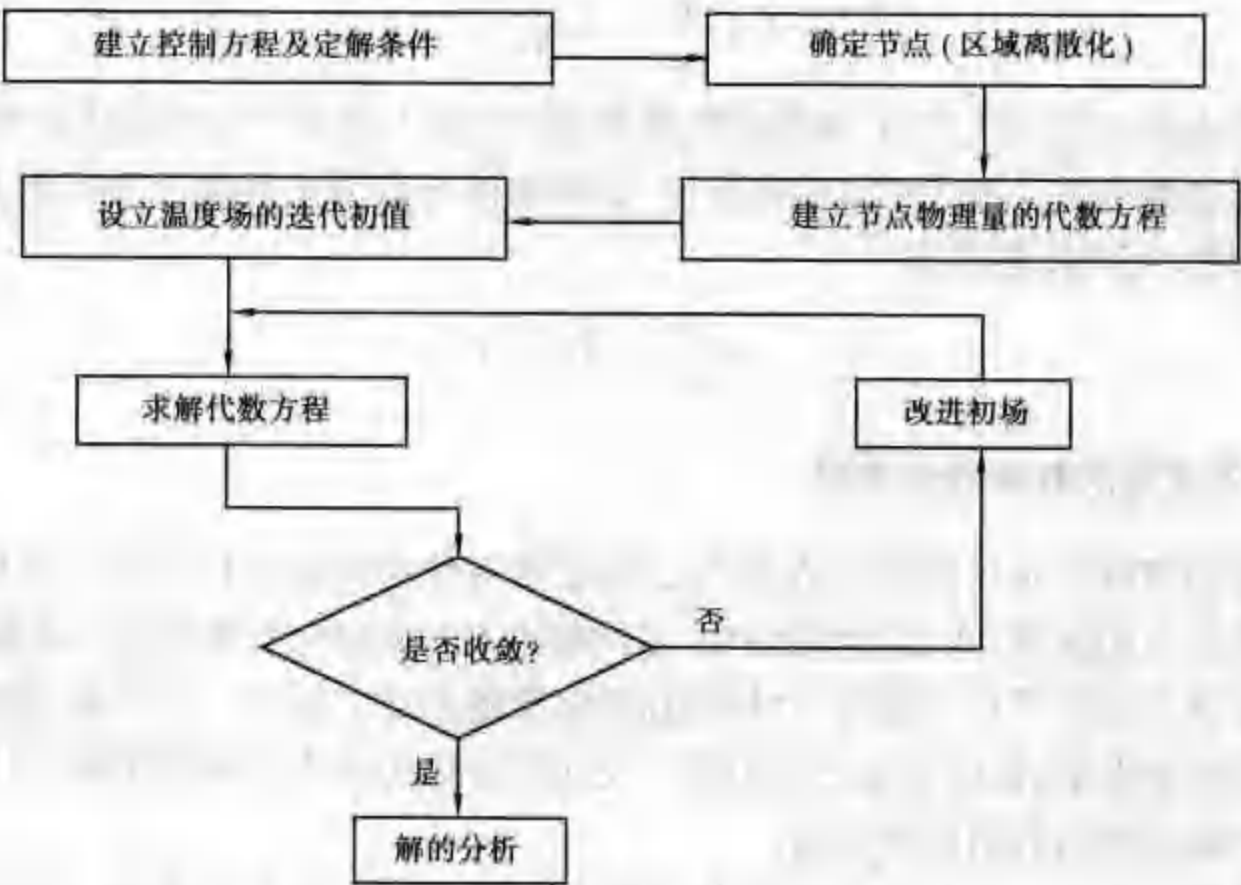 建立控制方程及定解条件
确定节点(区域离散化)
设立温度场的迭代初值
建立节点物理量的代数方程
求解代数方程
改进初场
是否收敛?
否
是
解的分析